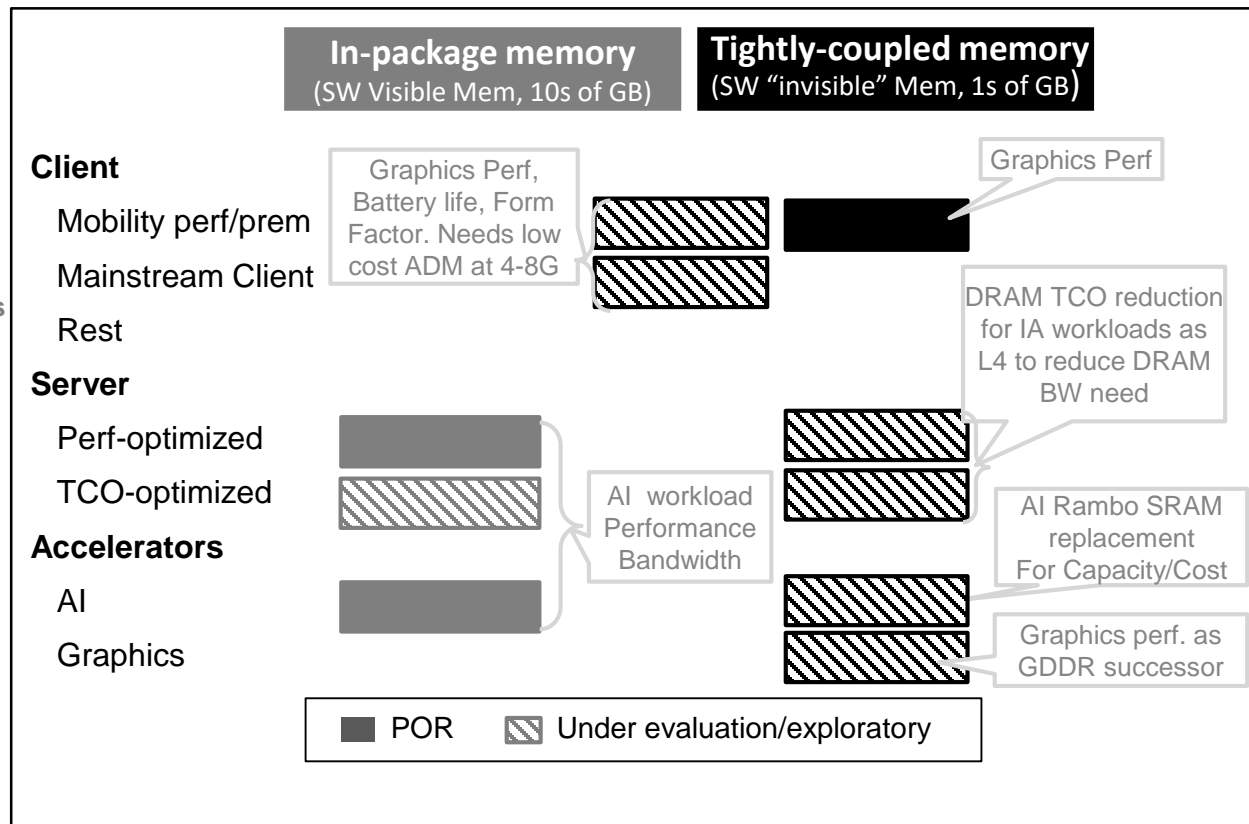 In-package memory
(SW Visible Mem, 10s of GB)
Tightly-coupled memory
(SW “invisible” Mem, 1s of GB)
Client
Mobility perf/prem
Mainstream Client
Rest
Graphics Perf,
Battery life, Form
Factor. Needs low
cost ADM at 4-8G
Graphics Perf
s
DRAM TCO reduction
for IA workloads as
L4 to reduce DRAM
BW need
Server
Perf-optimized
TCO-optimized
AI workload
Performance
Bandwidth
Accelerators
AI
Graphics
AI Rambo SRAM
replacement
For Capacity/Cost
Graphics perf. as
GDDR successor
POR
Under evaluation/exploratory